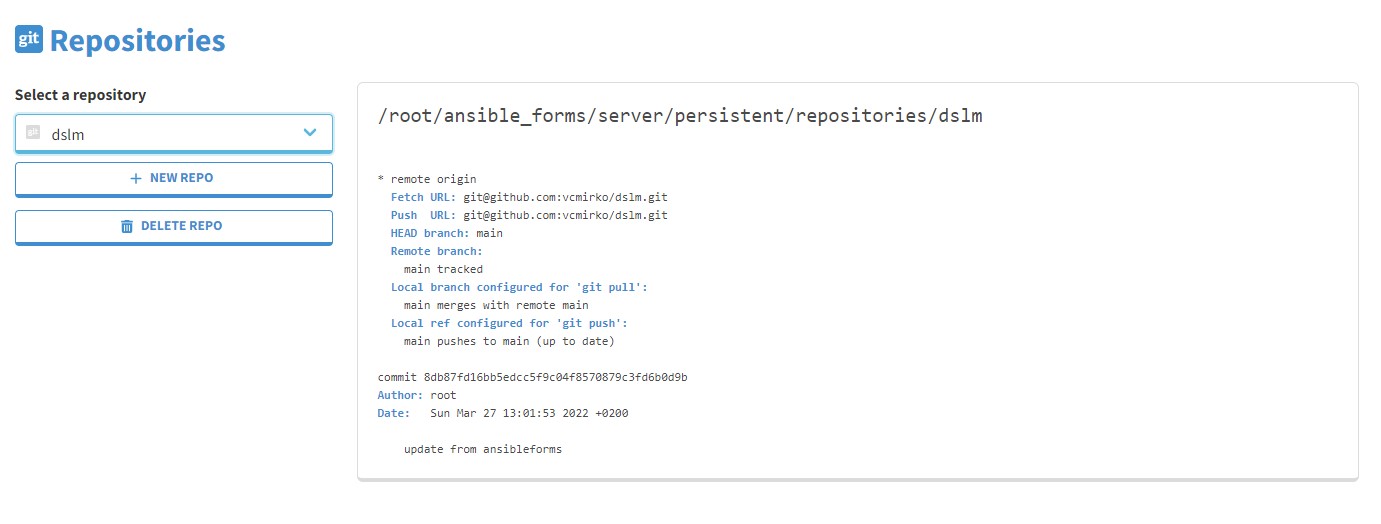 git Repositories
Select a repository
git dslm
+ NEW REPO
DELETE REPO
/root/ansible_forms/server/persistent/repositories/dslm
* remote origin
  Fetch URL: git@github.com:vcmirko/dslm.git
  Push  URL: git@github.com:vcmirko/dslm.git
  HEAD branch: main
  Remote branch:
    main tracked
  Local branch configured for 'git pull':
    main merges with remote main
  Local ref configured for 'git push':
    main pushes to main (up to date)
commit 8db87fd16bb5edcc5f9c04f8570879c3fd6b0d9b
Author: root
Date:   Sun Mar 27 13:01:53 2022 +0200
    update from ansibleforms